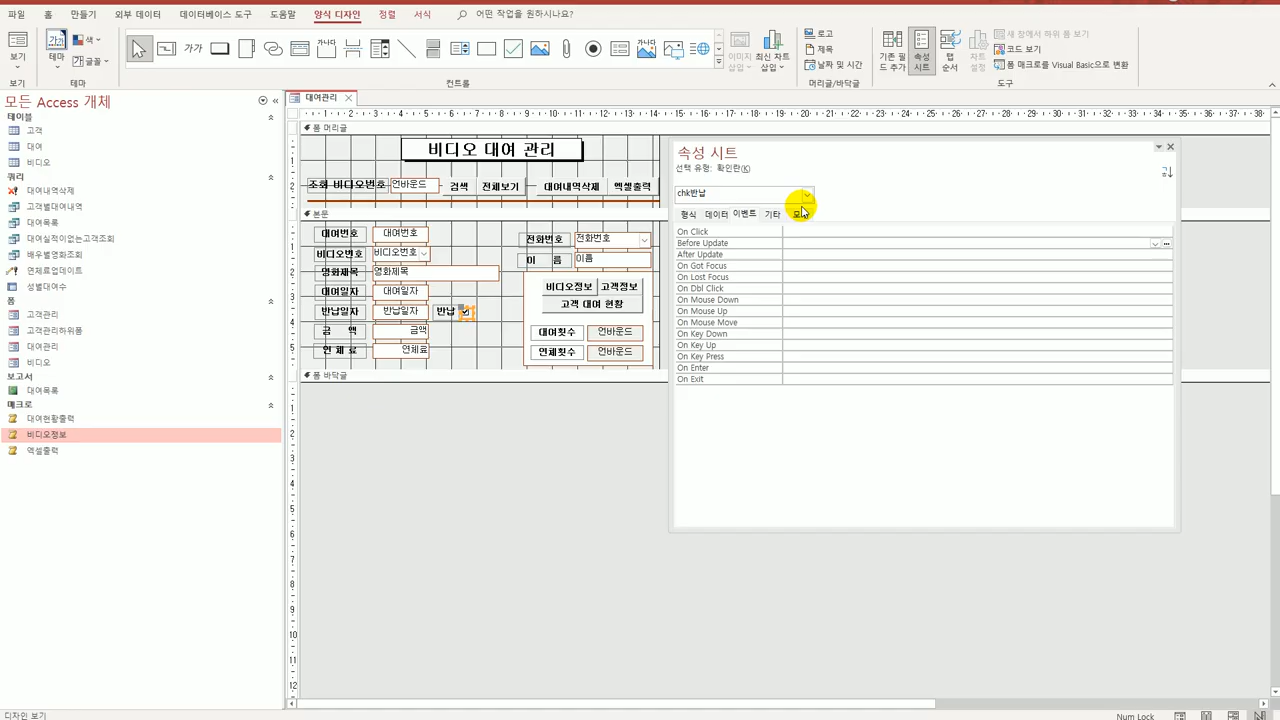 파일 홈 만들기 외부 데이터 데이터베이스 도구 도움말 양식 디자인 정렬 서식 어떤 작업을 원하시나요?
보기
보기
테마
색
글꼴
테마
가가
가나다
컨트롤
이미지 삽입
최신 차트 삽입
로고
제목
날짜 및 시간
머리글/바닥글
기존 필드 추가
속성 시트
탭 순서
차트 설정
새 창에서 하위 폼 보기
코드 보기
폼 매크로를 Visual Basic으로 변환
도구
모든 Access 개체
테이블
고객
대여
비디오
쿼리
대여내역삭제
고객별대여내역
대여목록
대여실적이없는고객조회
배우별영화조회
연체료업데이트
성별대여수
폼
고객관리
고객관리하위폼
대여관리
비디오
보고서
대여목록
매크로
대여현황출력
비디오정보
엑셀출력
대여관리
폼 머리글
비디오 대여 관리
조회 비디오번호 언바운드 검색 전체보기 대여내역삭제 엑셀출력
본문
대여번호 대여번호 전화번호 전화번호
비디오번호 비디오번호 이 름 이름
영화제목 영화제목
대여일자 대여일자 비디오정보 고객정보
반납일자 반납일자 반납 고객 대여 현황
금 액 금액 대여횟수 언바운드
연 체 료 연체료 연체횟수 언바운드
폼 바닥글
속성 시트
선택 유형: 확인란(K)
chk반납
형식 데이터 이벤트 기타
On Click
Before Update
After Update
On Got Focus
On Lost Focus
On Dbl Click
On Mouse Down
On Mouse Up
On Mouse Move
On Key Down
On Key Up
On Key Press
On Enter
On Exit
디자인 보기
Num Lock